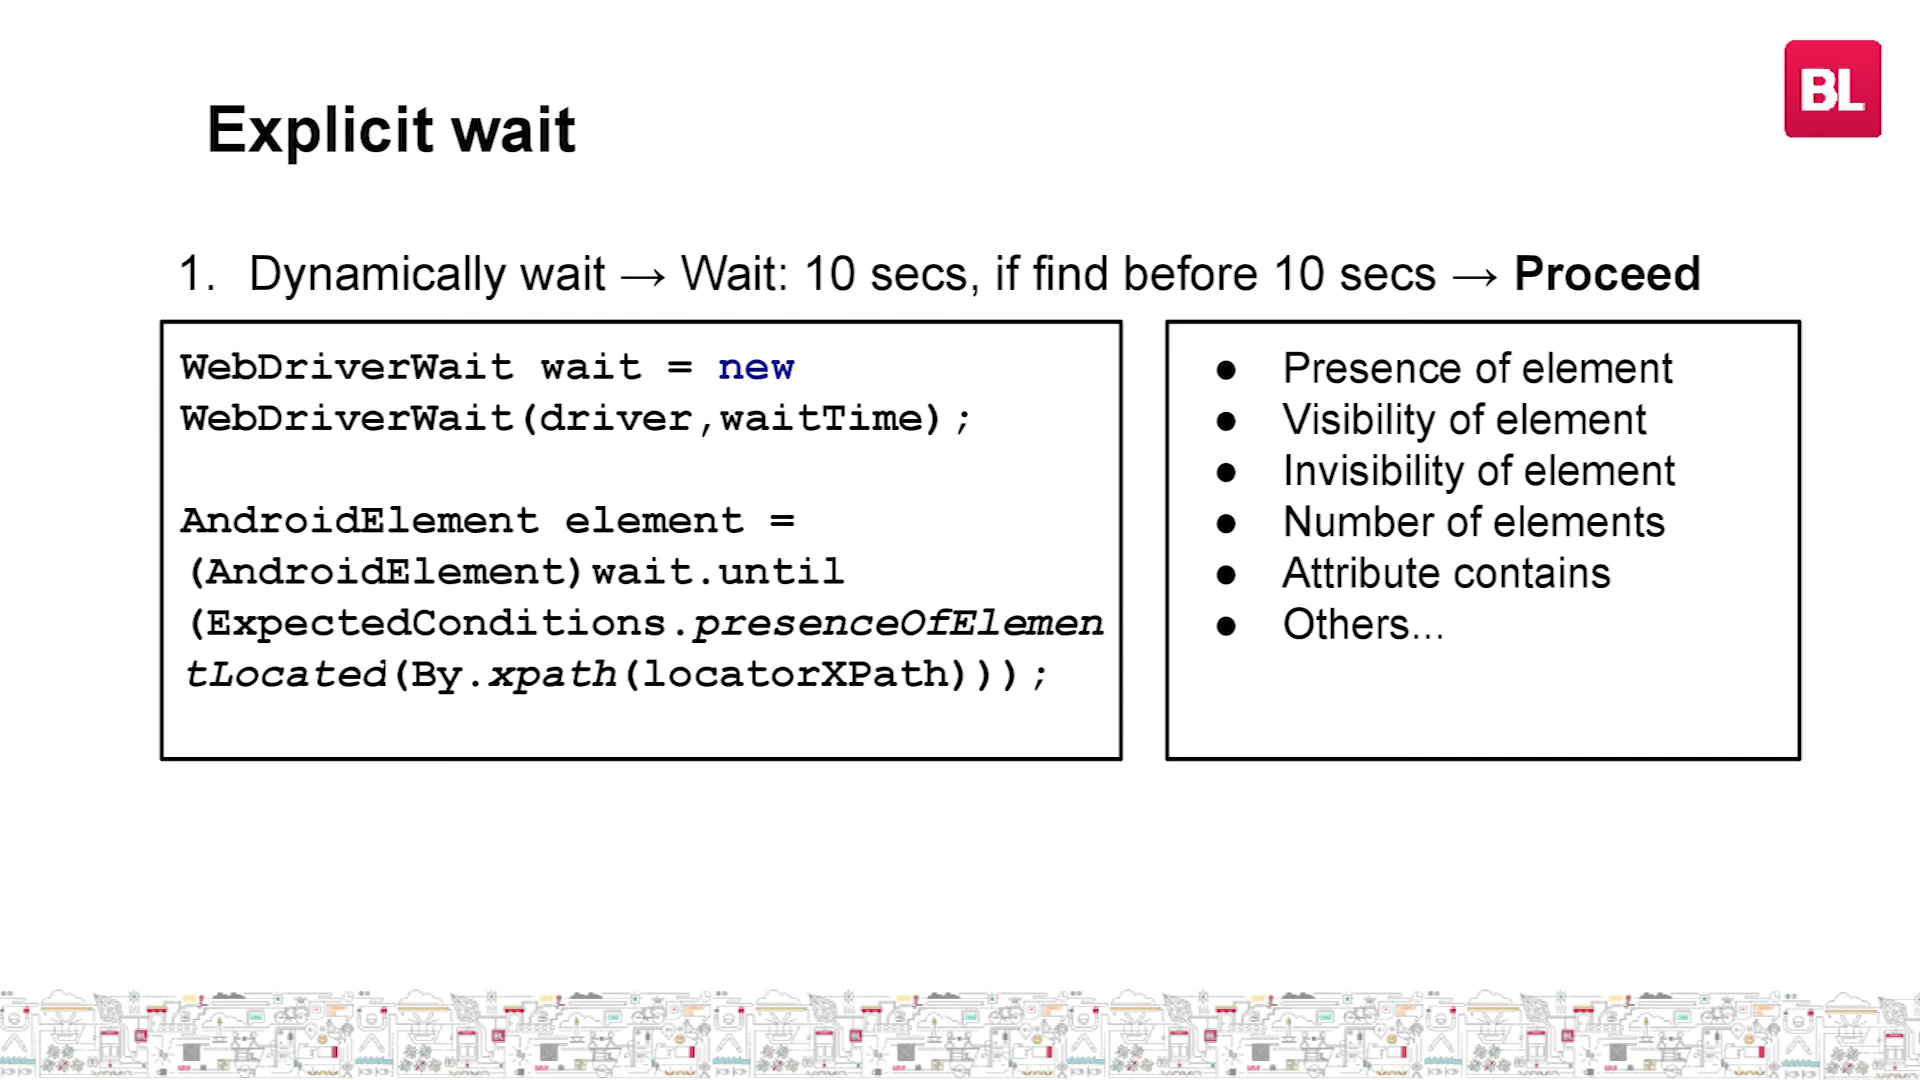 BL
Explicit wait
1. Dynamically wait → Wait: 10 secs, if find before 10 secs → Proceed
WebDriverWait wait = new
WebDriverWait(driver,waitTime);
AndroidElement element =
(AndroidElement)wait.until
(ExpectedConditions.presenceOfElemen
tLocated(By.xpath(locatorXPath)));
● Presence of element
● Visibility of element
● Invisibility of element
● Number of elements
● Attribute contains
● Others...